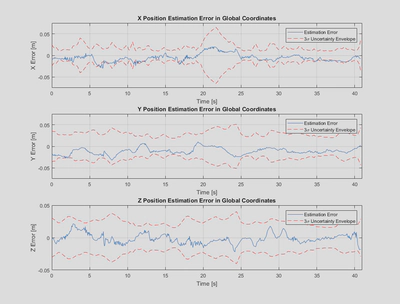 X Position Estimation Error in Global Coordinates
Estimation Error
3σ Uncertainty Envelope
X Error [m]
0.05
0
-0.05
0 5 10 15 20 25 30 35 40
Time [s]
Y Position Estimation Error in Global Coordinates
Estimation Error
3σ Uncertainty Envelope
Y Error [m]
0.05
0
-0.05
0 5 10 15 20 25 30 35 40
Time [s]
Z Position Estimation Error in Global Coordinates
Estimation Error
3σ Uncertainty Envelope
Z Error [m]
0.05
0
-0.05
0 5 10 15 20 25 30 35 40
Time [s]